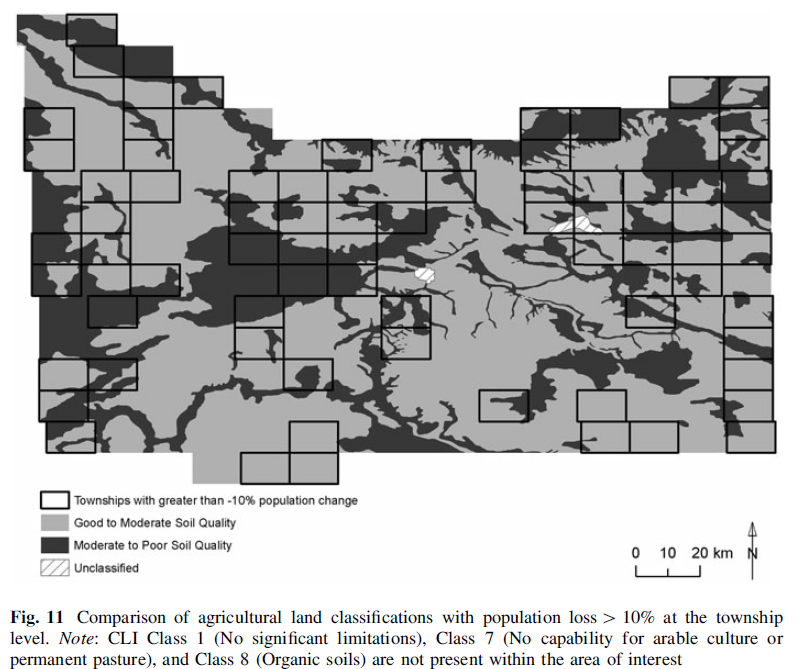 Townships with greater than -10% population change
Good to Moderate Soil Quality
Moderate to Poor Soil Quality
Unclassified
0 10 20 km N
Fig. 11 Comparison of agricultural land classifications with population loss > 10% at the township
level. Note: CLI Class 1 (No significant limitations), Class 7 (No capability for arable culture or
permanent pasture), and Class 8 (Organic soils) are not present within the area of interest